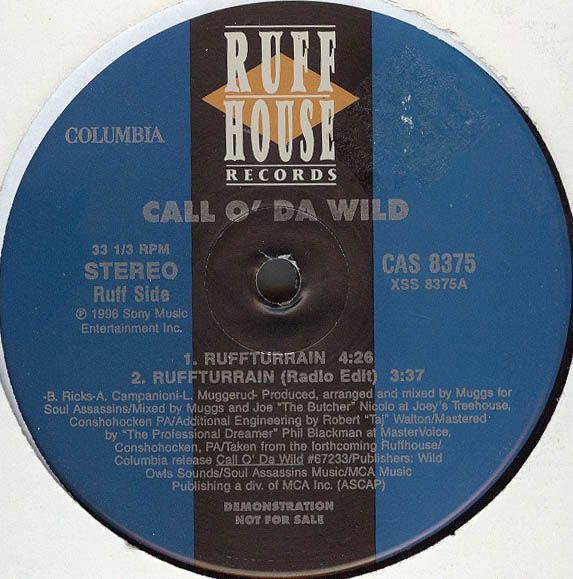 RUFF
HOUSE
RECORDS
COLUMBIA
CALL O' DA WILD
33 1/3 RPM
STEREO
Ruff Side
℗ 1996 Sony Music
Entertainment Inc.
CAS 8375
XSS 8375A
1. RUFFTURRAIN 4:26
2. RUFFTURRAIN (Radio Edit) 3:37
-B. Ricks-A. Campanioni-L. Muggerud- Produced, arranged and mixed by Muggs for
Soul Assassins/Mixed by Muggs and Joe "The Butcher" Nicolo at Joey's Treehouse,
Conshohocken PA/Additional Engineering by Robert "Taj" Walton/Mastered
by "The Professional Dreamer" Phil Blackman at MasterVoice,
Conshohocken, PA/Taken from the forthcoming Ruffhouse/
Columbia release Call O' Da Wild #67233/Publishers: Wild
Owls Sounds/Soul Assassins Music/MCA Music
Publishing a div. of MCA Inc. (ASCAP)
DEMONSTRATION
NOT FOR SALE